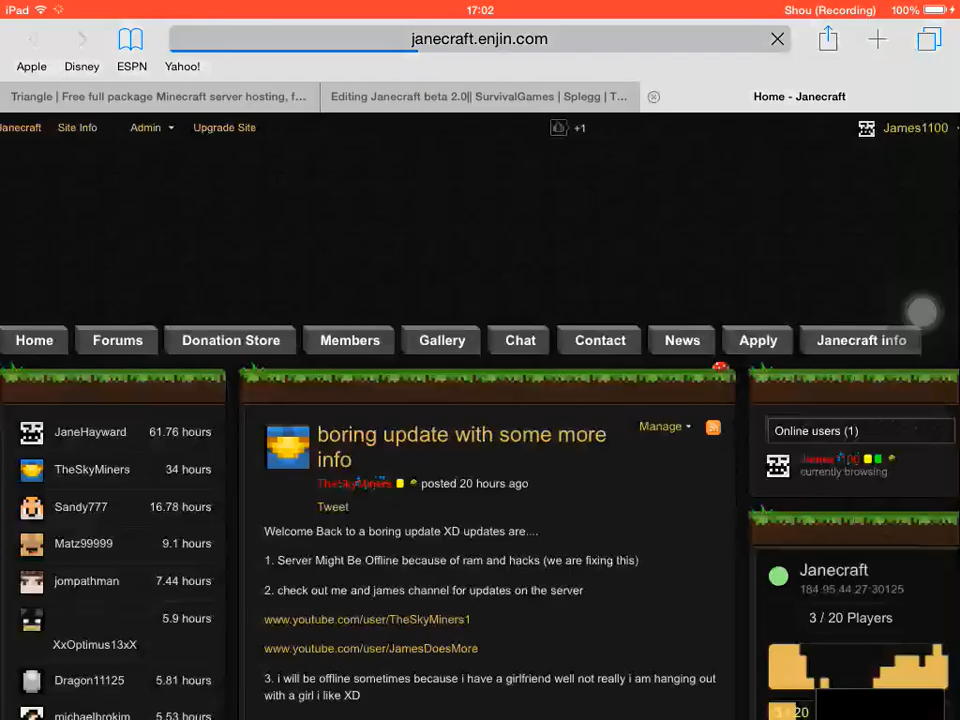 iPad 17:02 Shou (Recording) 100%
janecraft.enjin.com
Apple Disney ESPN Yahoo!
Triangle | Free full package Minecraft server hosting, f... Editing Janecraft beta 2.0|| SurvivalGames | Splegg | T... Home - Janecraft
Janecraft Site Info Admin Upgrade Site +1 James1100
Home Forums Donation Store Members Gallery Chat Contact News Apply Janecraft info
JaneHayward 61.76 hours
TheSkyMiners 34 hours
Sandy777 16.78 hours
Matz99999 9.1 hours
jompathman 7.44 hours
5.9 hours
XxOptimus13xX
Dragon11125 5.81 hours
michaelbrokim 5.53 hours
boring update with some more
info
Manage
TheSkyMiners posted 20 hours ago
Tweet
Welcome Back to a boring update XD updates are....
1. Server Might Be Offline because of ram and hacks (we are fixing this)
2. check out me and james channel for updates on the server
www.youtube.com/user/TheSkyMiners1
www.youtube.com/user/JamesDoesMore
3. i will be offline sometimes because i have a girlfriend well not really i am hanging out
with a girl i like XD
Online users (1)
currently browsing
Janecraft
184.95.44.27:30125
3 / 20 Players